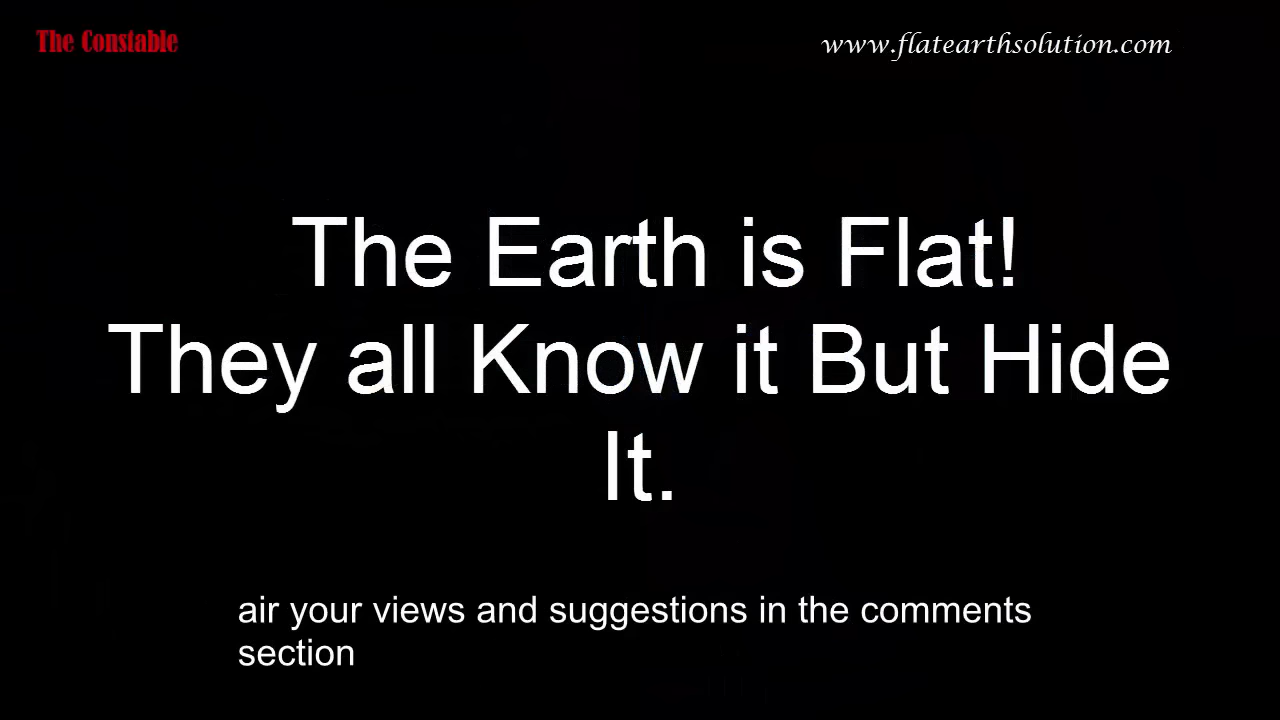 The Constable
www.flatearthsolution.com
The Earth is Flat!
They all Know it But Hide
It.
air your views and suggestions in the comments
section